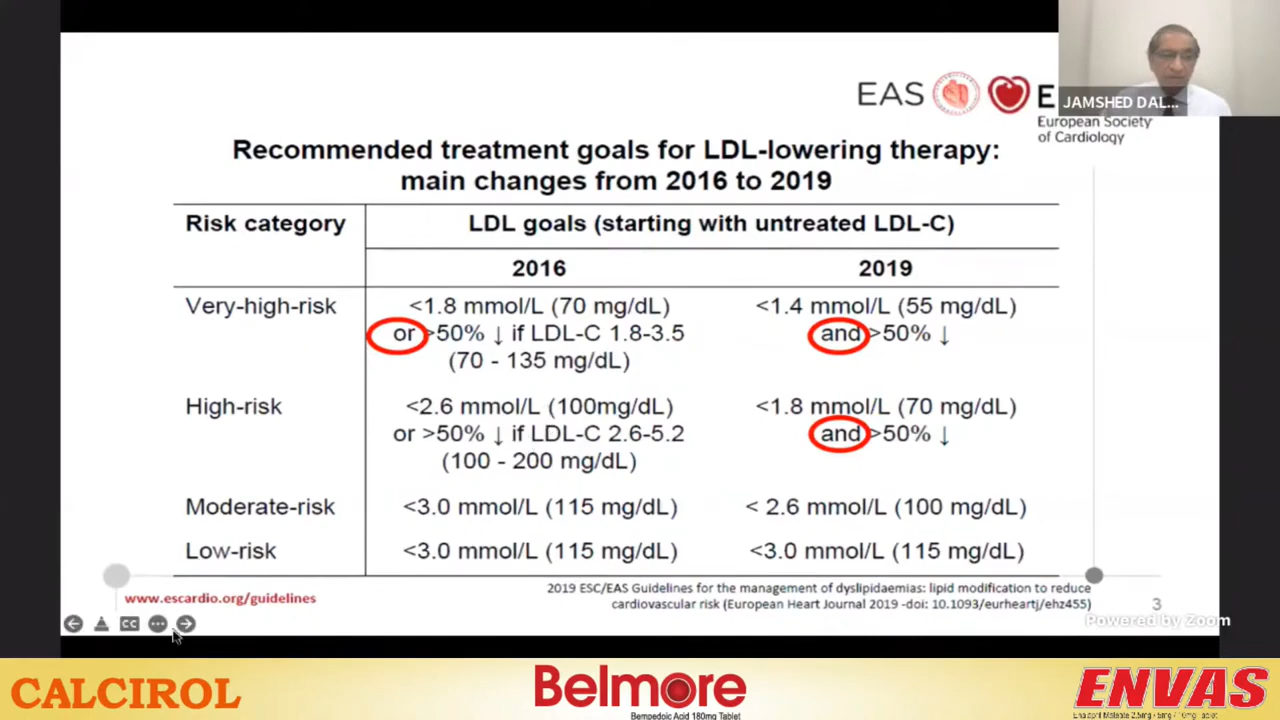 EAS
E
European Society
of Cardiology
JAMSHED DAL...
Recommended treatment goals for LDL-lowering therapy:
main changes from 2016 to 2019
Risk category
LDL goals (starting with untreated LDL-C)
2016
2019
Very-high-risk
<1.8 mmol/L (70 mg/dL)
or >50% ↓ if LDL-C 1.8-3.5
(70 - 135 mg/dL)
<1.4 mmol/L (55 mg/dL)
and >50% ↓
High-risk
<2.6 mmol/L (100mg/dL)
or >50% ↓ if LDL-C 2.6-5.2
(100 - 200 mg/dL)
<1.8 mmol/L (70 mg/dL)
and >50% ↓
Moderate-risk
<3.0 mmol/L (115 mg/dL)
< 2.6 mmol/L (100 mg/dL)
Low-risk
<3.0 mmol/L (115 mg/dL)
<3.0 mmol/L (115 mg/dL)
www.escardio.org/guidelines
2019 ESC/EAS Guidelines for the management of dyslipidaemias: lipid modification to reduce
cardiovascular risk (European Heart Journal 2019 -doi: 10.1093/eurheartj/ehz455)
3
CC
Powered by Zoom
CALCIROL
Belmore
Bempedoic Acid 180mg Tablet
ENVAS
Enalapril Maleate 2.5mg / 5mg / 10mg Tablet